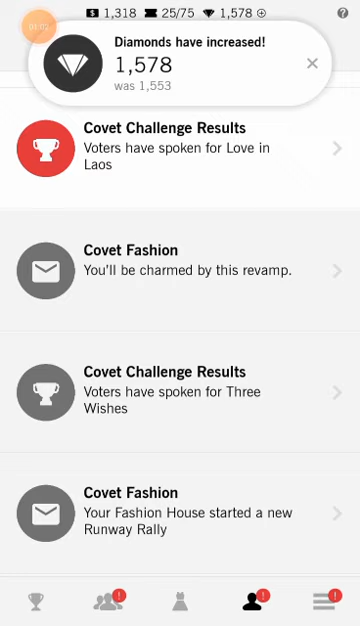 $ 1,318 25/75 1,578
?
01:02
Diamonds have increased!
1,578
was 1,553
Covet Challenge Results
Voters have spoken for Love in
Laos
Covet Fashion
You'll be charmed by this revamp.
Covet Challenge Results
Voters have spoken for Three
Wishes
Covet Fashion
Your Fashion House started a new
Runway Rally
! ! !